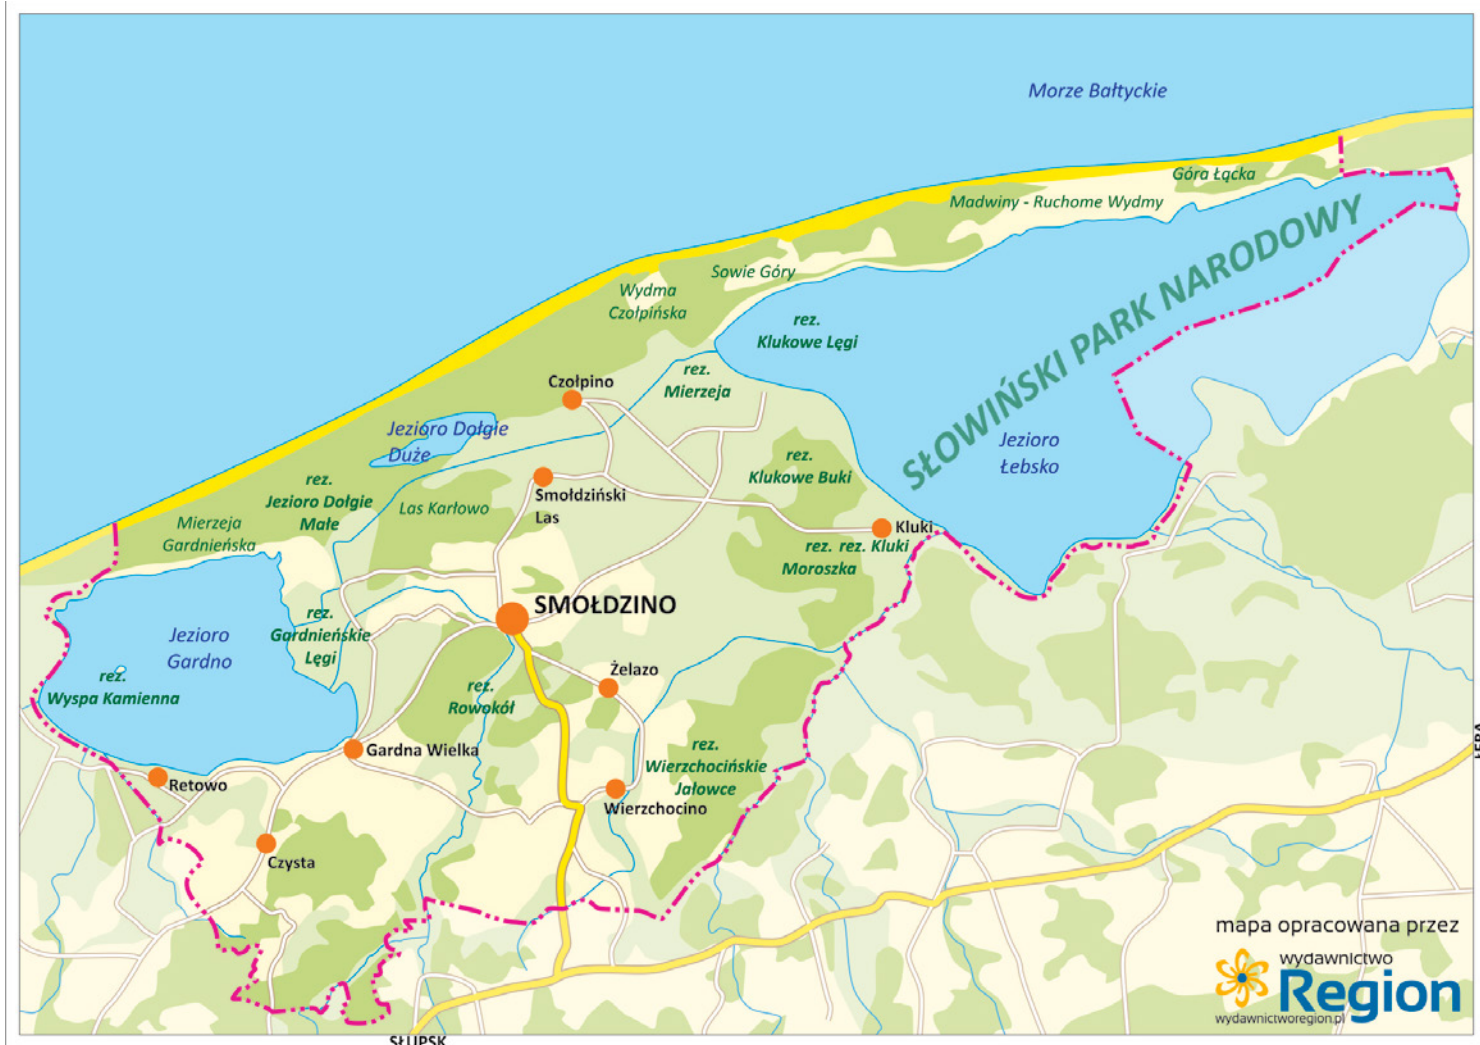 Morze Bałtyckie
Góra Łącka
Madwiny - Ruchome Wydmy
SŁOWIŃSKI PARK NARODOWY
Sowie Góry
Wydma
Czołpińska
rez.
Klukowe Lęgi
rez.
Mierzeja
Czołpino
Jezioro Dołgie
Duże
Jezioro
Łebsko
rez.
Klukowe Buki
rez.
Jezioro Dołgie
Małe
Las Karłowo
Smołdziński
Las
Mierzeja
Gardnieńska
Kluki
rez. rez. Kluki
Moroszka
SMOŁDZINO
rez.
Gardnieńskie
Lęgi
Jezioro
Gardno
rez.
Wyspa Kamienna
Żelazo
rez.
Rowokół
Gardna Wielka
rez.
Wierzchocińskie
Jałowce
Retowo
Wierzchocino
Czysta
ŁEBA
SŁUPSK
mapa opracowana przez
wydawnictwo
Region
wydawnictworegion.pl